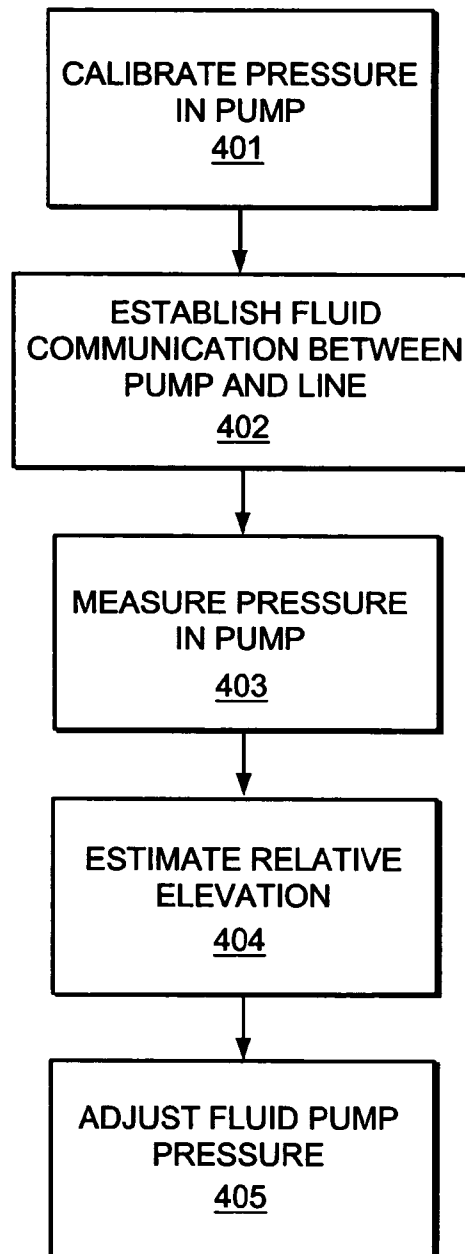 CALIBRATE PRESSURE
IN PUMP
401
ESTABLISH FLUID
COMMUNICATION BETWEEN
PUMP AND LINE
402
MEASURE PRESSURE
IN PUMP
403
ESTIMATE RELATIVE
ELEVATION
404
ADJUST FLUID PUMP
PRESSURE
405